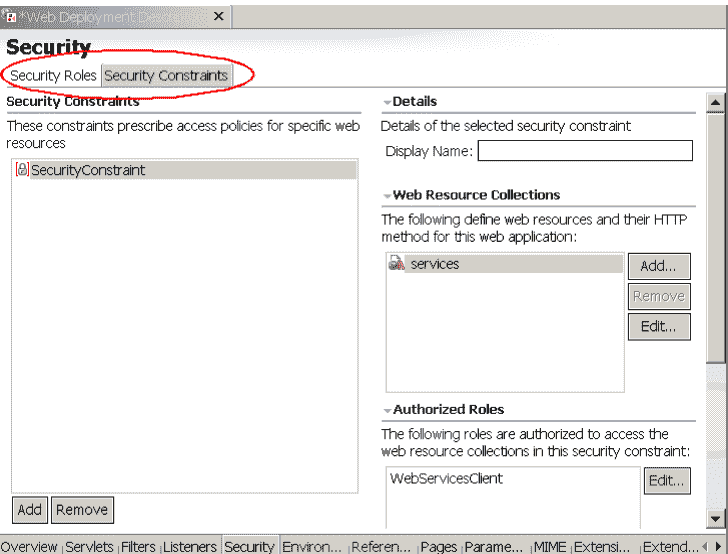 *Web Deployment
Security
Security Roles Security Constraints
Security Constraints
These constraints prescribe access policies for specific web
resources
SecurityConstraint
Add Remove
Details
Details of the selected security constraint
Display Name:
Web Resource Collections
The following define web resources and their HTTP
method for this web application:
services
Add...
Remove
Edit...
Authorized Roles
The following roles are authorized to access the
web resource collections in this security constraint:
WebServicesClient
Edit...
Overview Servlets Filters Listeners Security Environ... Referen... Pages Parame... MIME Extensi... Extend...